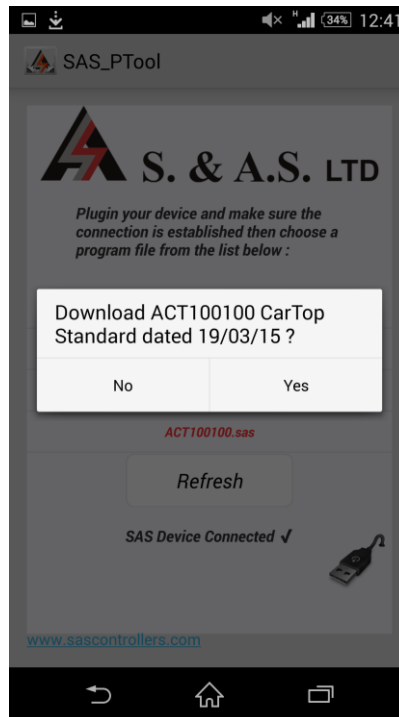 34%
12:41
SAS_PTool
S. & A.S. LTD
Plugin your device and make sure the
connection is established then choose a
program file from the list below :
Download ACT100100 CarTop
Standard dated 19/03/15 ?
No
Yes
ACT100100.sas
Refresh
SAS Device Connected ✓
www.sascontrollers.com